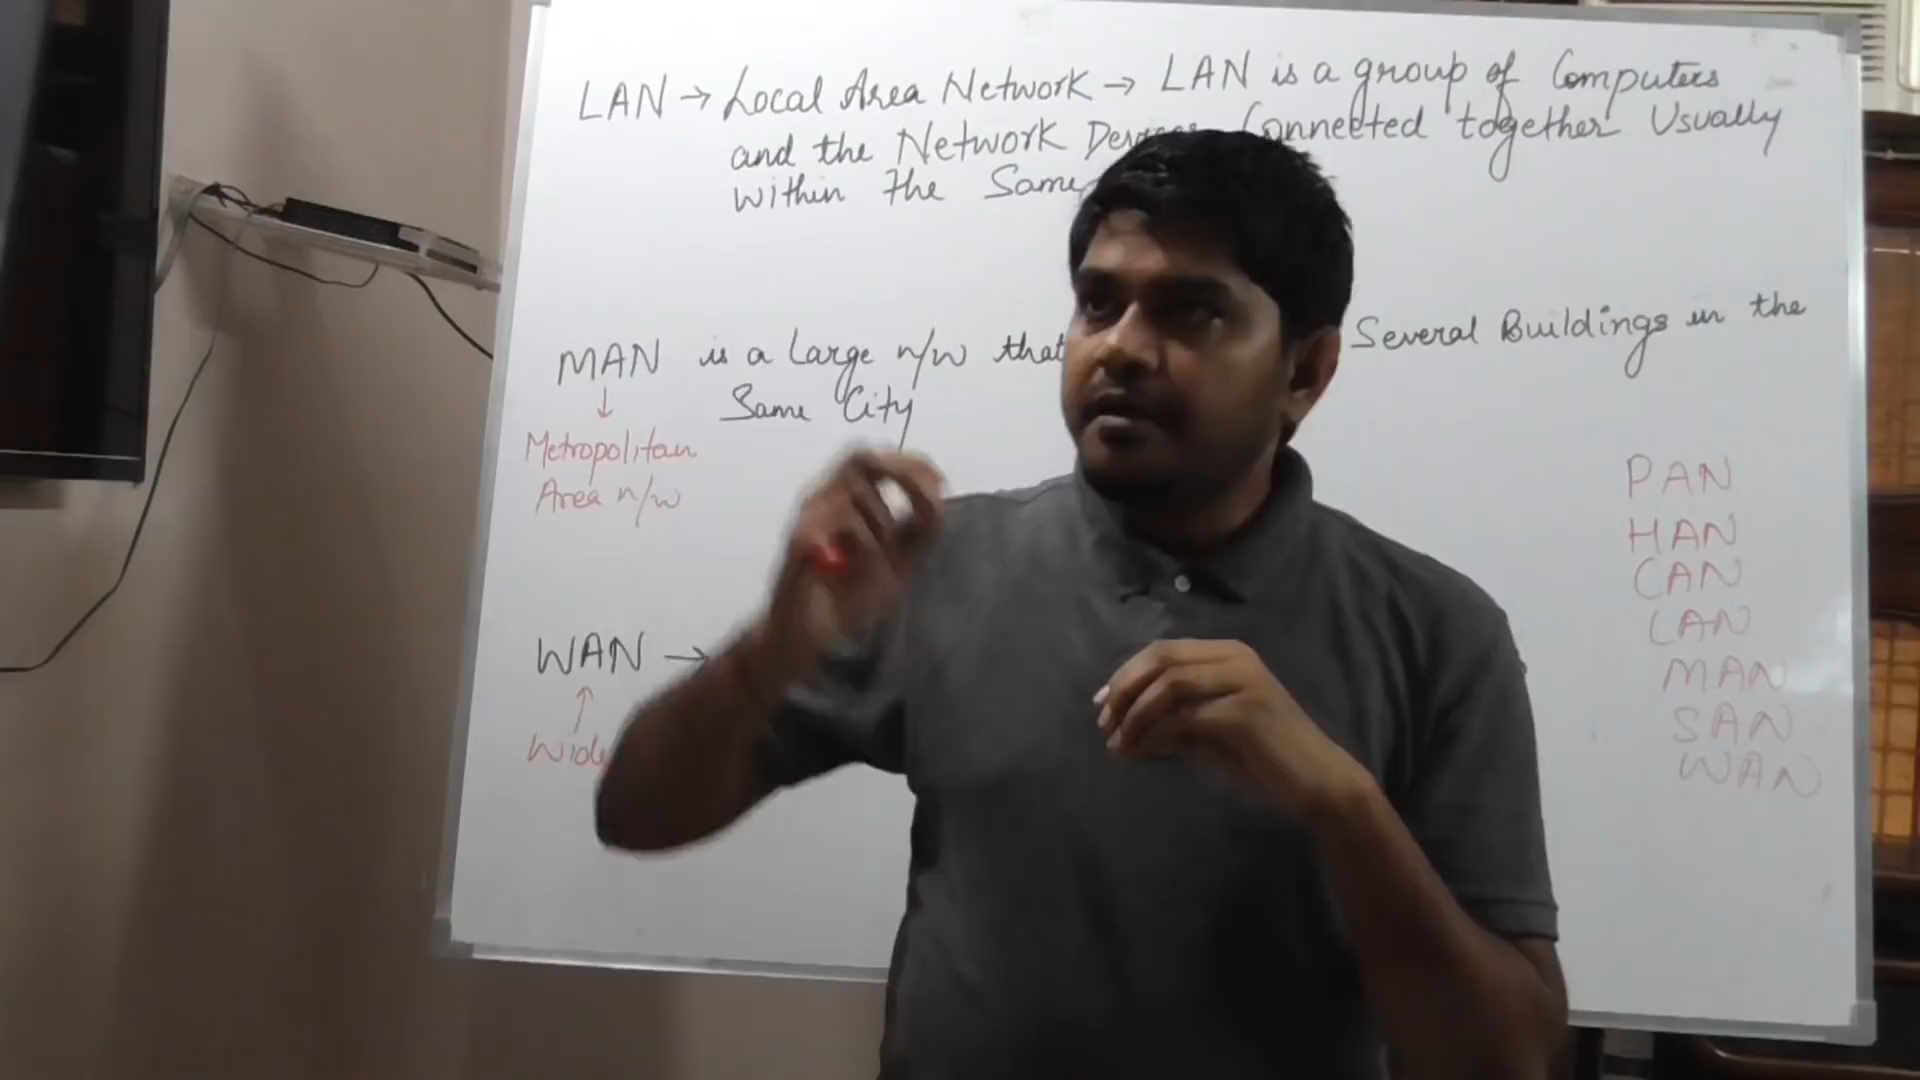 LAN → Local Area Network → LAN is a group of Computers
and the Network Connected together Usually
within the Same
MAN is a Large n/w that Several Buildings in the
Same City
↓
Metropolitan
Area n/w
WAN →
↑
Wide
PAN
HAN
CAN
LAN
MAN
SAN
WAN